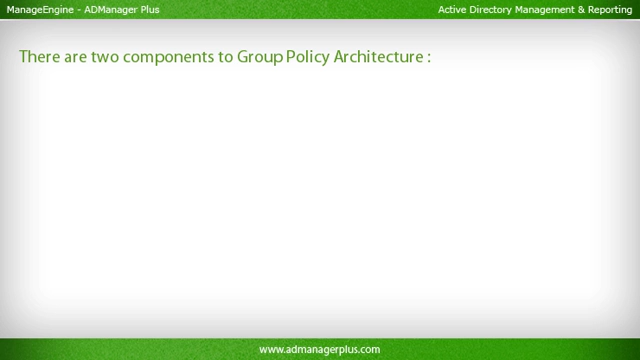 ManageEngine - ADManager Plus
Active Directory Management & Reporting
There are two components to Group Policy Architecture :
www.admanagerplus.com